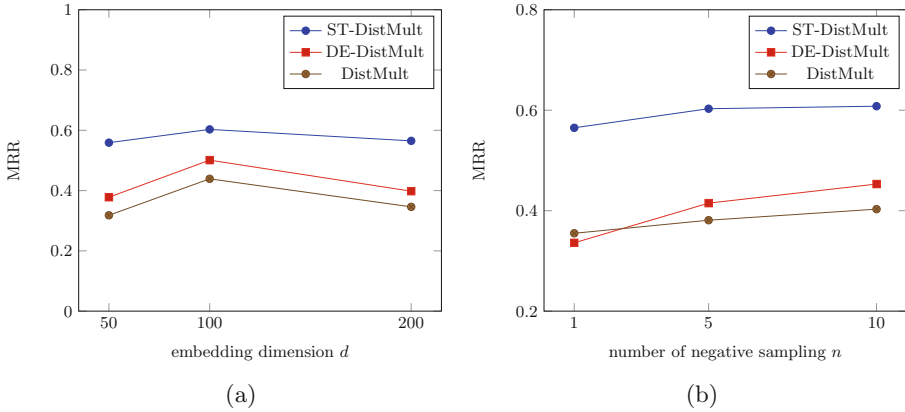 1
0.8
0.6
0.4
0.2
0
MRR
50
100
200
embedding dimension d
ST-DistMult
DE-DistMult
DistMult
(a)
0.8
0.6
0.4
0.2
MRR
1
5
10
number of negative sampling n
ST-DistMult
DE-DistMult
DistMult
(b)